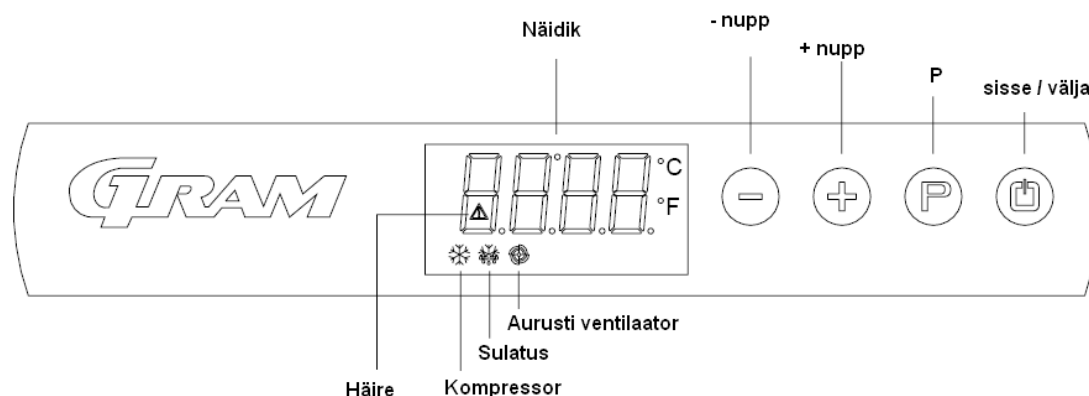 - nupp
Näidik
+ nupp
P
sisse / välja
GRAM
°C
°F
P
Aurusti ventilaator
Sulatus
Häire
Kompressor